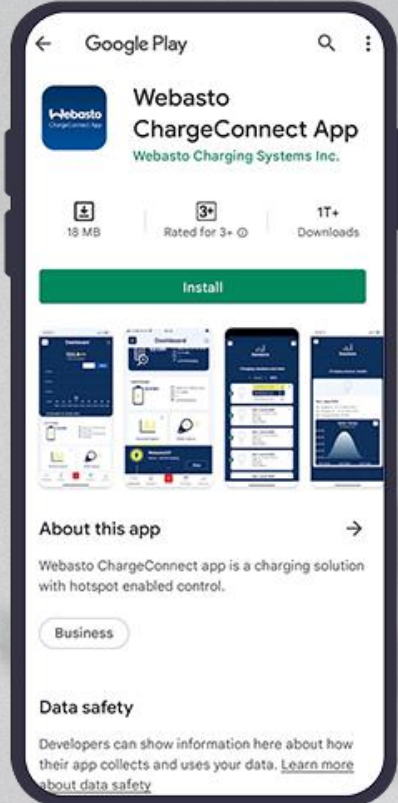 Google Play
Webasto
ChargeConnect App
Webasto
ChargeConnect App
Webasto Charging Systems Inc.
3+
1T+
18 MB
Rated for 3+
Downloads
Install
Dashboard
Dashboard
About this app
Webasto ChargeConnect app is a charging solution
with hotspot enabled control.
Business
Data safety
Developers can show information here about how
their app collects and uses your data. Learn more
about data safety